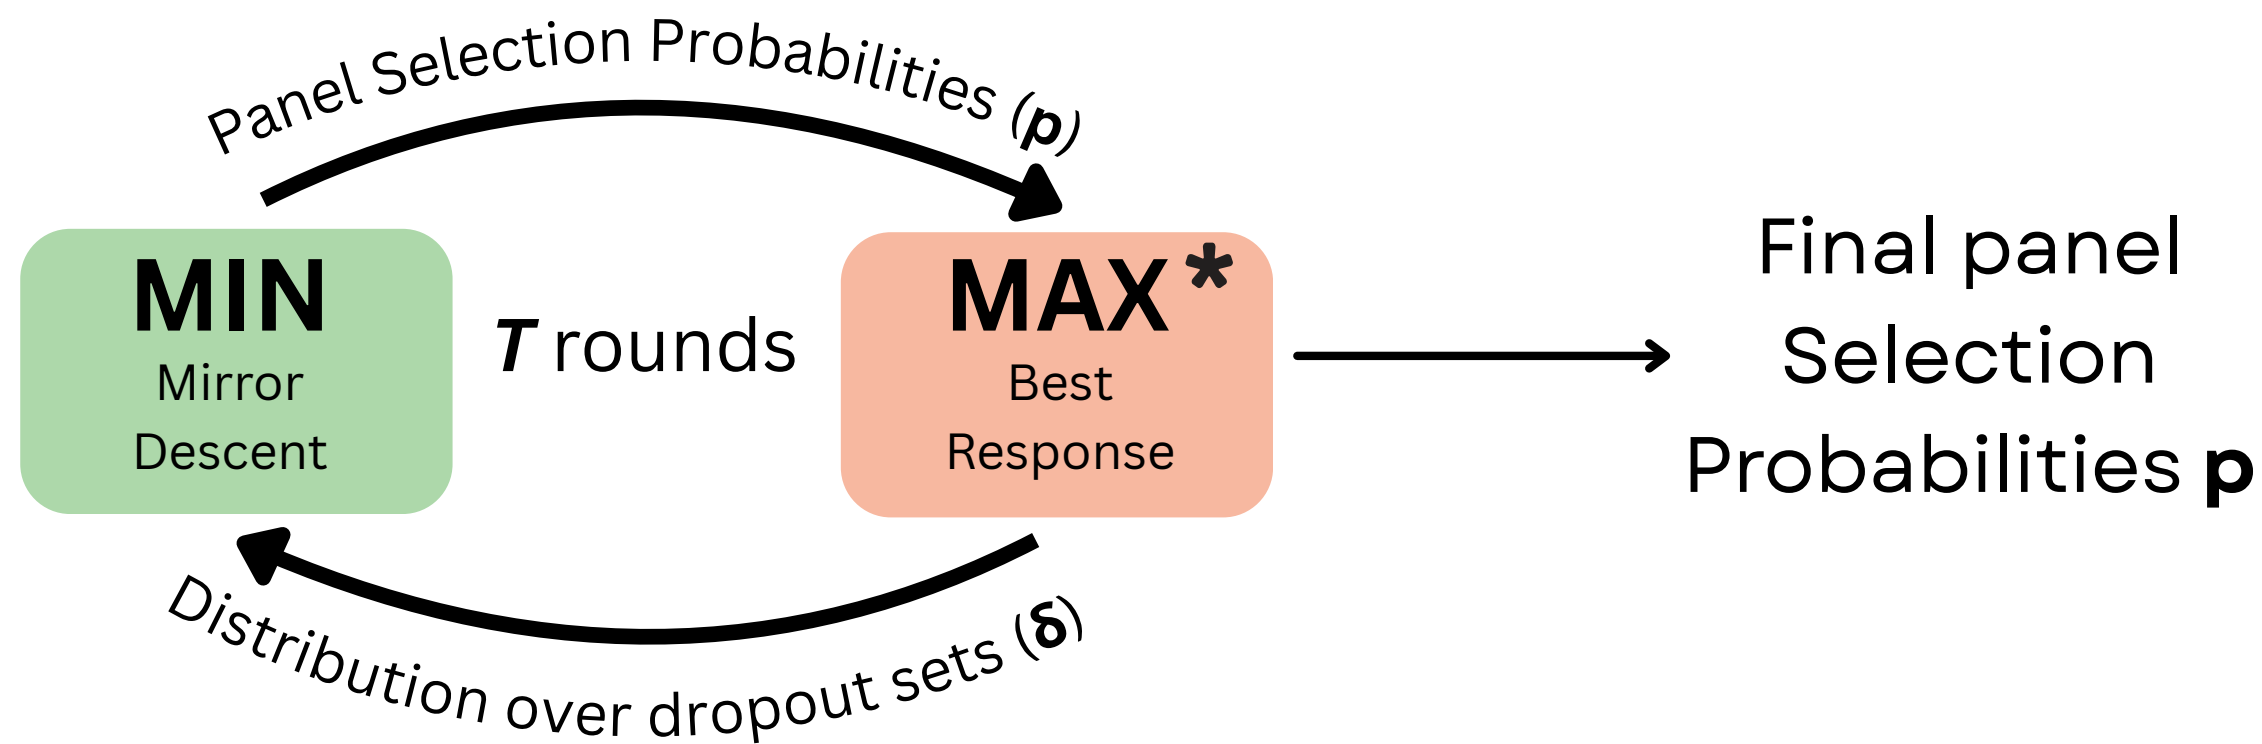 Panel Selection Probabilities (p)
MIN
Mirror
Descent
T rounds
MAX*
Best
Response
Distribution over dropout sets (δ)
Final panel
Selection
Probabilities p